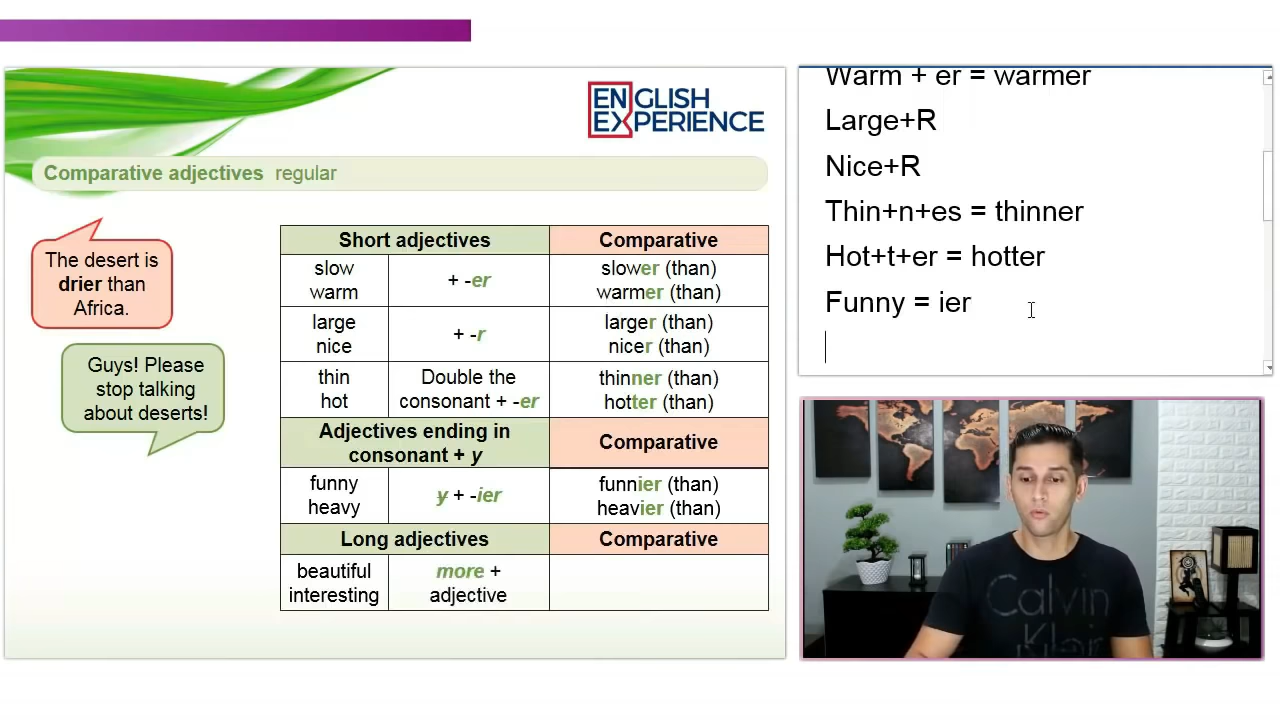 ENGLISH
EXPERIENCE
Comparative adjectives regular
The desert is
drier than
Africa.
Guys! Please
stop talking
about deserts!
Short adjectives Comparative
slow
warm
+ -er
slower (than)
warmer (than)
large
nice
+ -r
larger (than)
nicer (than)
thin
hot
Double the
consonant + -er
thinner (than)
hotter (than)
Adjectives ending in
consonant + y
Comparative
funny
heavy
y + -ier
funnier (than)
heavier (than)
Long adjectives Comparative
beautiful
interesting
more +
adjective
Warm + er = warmer
Large+R
Nice+R
Thin+n+es = thinner
Hot+t+er = hotter
Funny = ier
Calvin
Klein